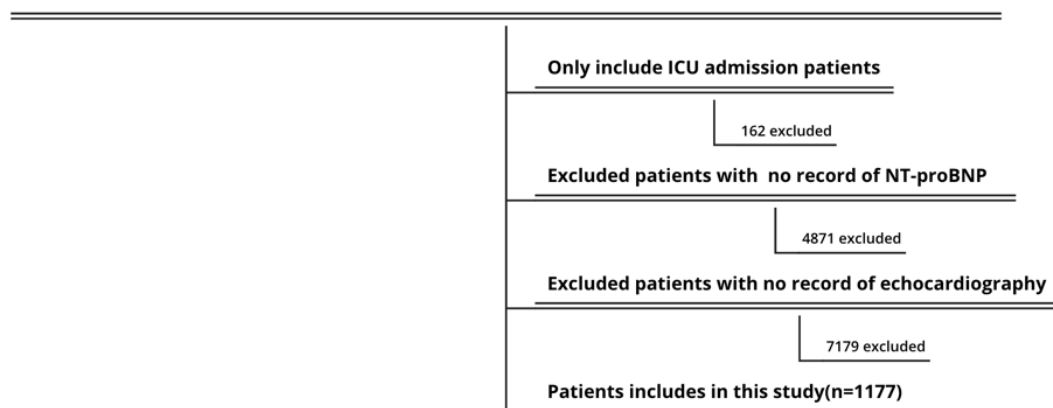 Only include ICU admission patients
162 excluded
Excluded patients with no record of NT-proBNP
4871 excluded
Excluded patients with no record of echocardiography
7179 excluded
Patients includes in this study(n=1177)